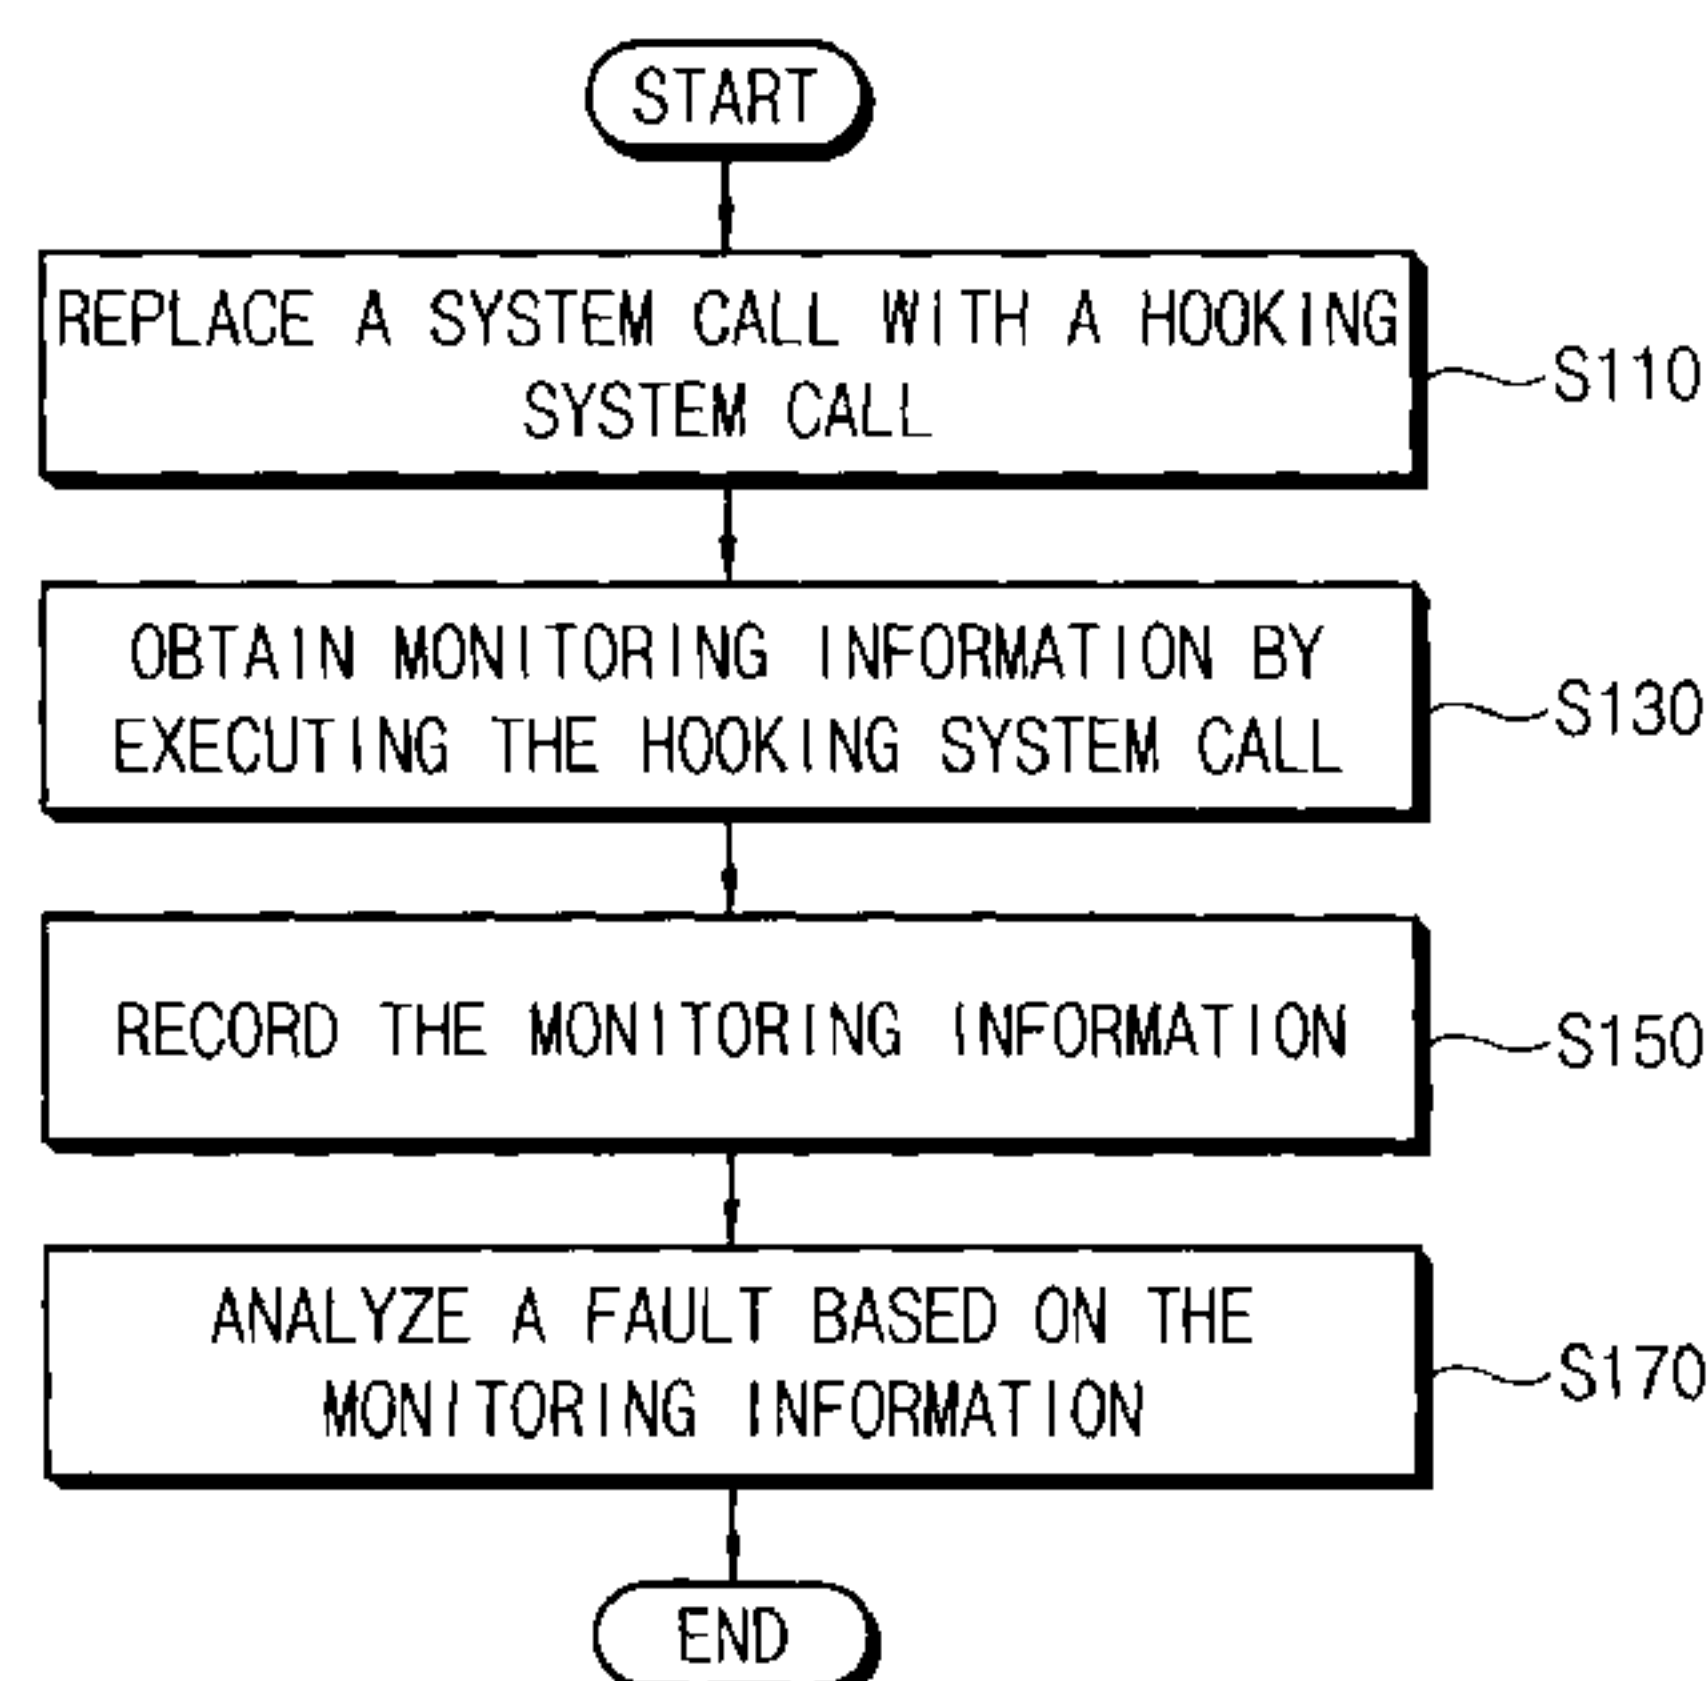 START
REPLACE A SYSTEM CALL WITH A HOOKING
SYSTEM CALL
S110
OBTAIN MONITORING INFORMATION BY
EXECUTING THE HOOKING SYSTEM CALL
S130
RECORD THE MONITORING INFORMATION
S150
ANALYZE A FAULT BASED ON THE
MONITORING INFORMATION
S170
END